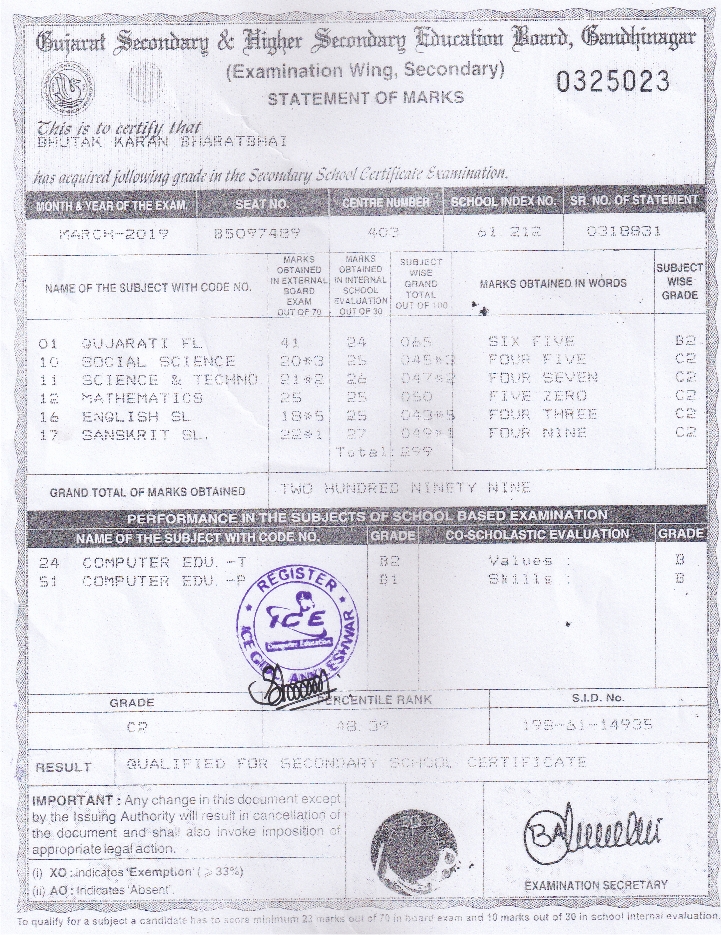 Gujarat Secondary & Higher Secondary Education Board, Gandhinagar
(Examination Wing, Secondary)
0325023
STATEMENT OF MARKS
This is to certify that
BHUTAK KARAN BHARATBHAI
has acquired following grade in the Secondary School Certificate Examination.
MONTH & YEAR OF THE EXAM. SEAT NO. CENTRE NUMBER SCHOOL INDEX NO. SR. NO. OF STATEMENT
MARCH-2019 B5097489 403 61 212 0318831
NAME OF THE SUBJECT WITH CODE NO. MARKS OBTAINED IN EXTERNAL BOARD EXAM OUT OF 70 MARKS OBTAINED IN INTERNAL SCHOOL EVALUATION OUT OF 30 SUBJECT WISE GRAND TOTAL OUT OF 100 MARKS OBTAINED IN WORDS SUBJECT WISE GRADE
01 GUJARATI FL 41 24 065 SIX FIVE B2
10 SOCIAL SCIENCE 20*3 25 045*3 FOUR FIVE C2
11 SCIENCE & TECHNO 21*2 26 047*2 FOUR SEVEN C2
12 MATHEMATICS 25 25 050 FIVE ZERO C2
16 ENGLISH SL 18*5 25 043*5 FOUR THREE C2
17 SANSKRIT SL. 22*1 27 049*1 FOUR NINE C2
Total: 299
GRAND TOTAL OF MARKS OBTAINED TWO HUNDRED NINETY NINE
PERFORMANCE IN THE SUBJECTS OF SCHOOL BASED EXAMINATION
NAME OF THE SUBJECT WITH CODE NO. GRADE CO-SCHOLASTIC EVALUATION GRADE
24 COMPUTER EDU. -T B2 Values : B
51 COMPUTER EDU. -P B1 Skills : B
REGISTER
ICE
Computer Education
GRADE PERCENTILE RANK S.I.D. No.
C2 48.39 19S-61-14935
RESULT QUALIFIED FOR SECONDARY SCHOOL CERTIFICATE
IMPORTANT : Any change in this document except
by the Issuing Authority will result in cancellation of
the document and shall also invoke imposition of
appropriate legal action.
(i) XO : Indicates 'Exemption' ( ≥ 33%)
(ii) AO : Indicates 'Absent'.
EXAMINATION SECRETARY
To qualify for a subject a candidate has to score minimum 23 marks out of 70 in board exam and 10 marks out of 30 in school internal evaluation.